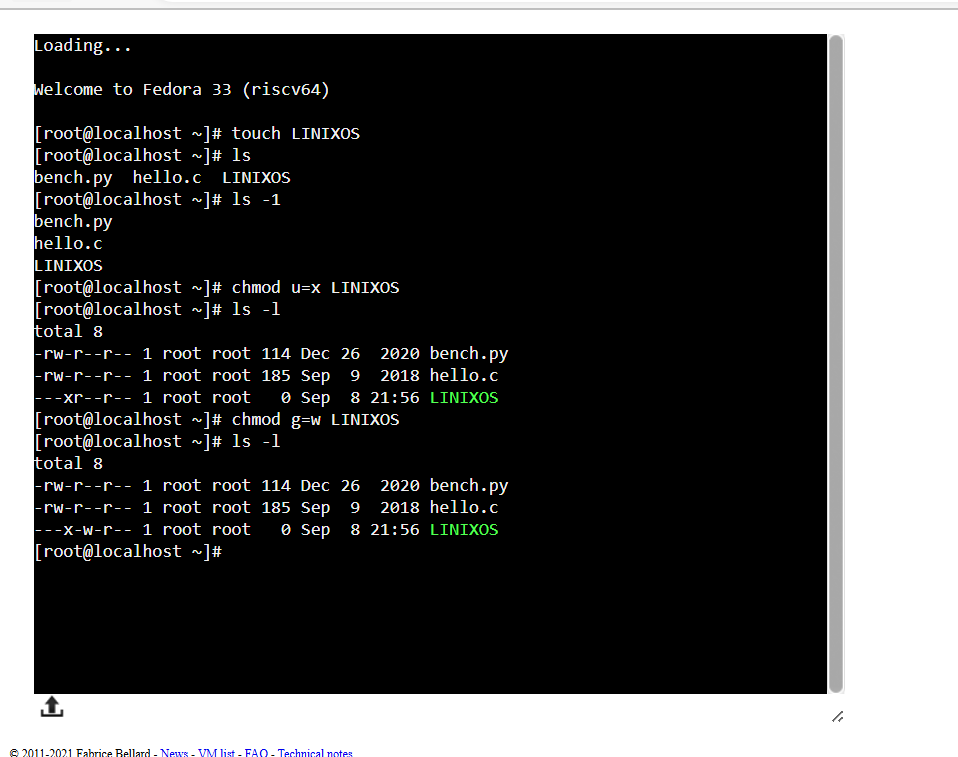 Loading...
Welcome to Fedora 33 (riscv64)
[root@localhost ~]# touch LINIXOS
[root@localhost ~]# ls
bench.py  hello.c  LINIXOS
[root@localhost ~]# ls -1
bench.py
hello.c
LINIXOS
[root@localhost ~]# chmod u=x LINIXOS
[root@localhost ~]# ls -l
total 8
-rw-r--r-- 1 root root 114 Dec 26  2020 bench.py
-rw-r--r-- 1 root root 185 Sep  9  2018 hello.c
---xr--r-- 1 root root   0 Sep  8 21:56 LINIXOS
[root@localhost ~]# chmod g=w LINIXOS
[root@localhost ~]# ls -l
total 8
-rw-r--r-- 1 root root 114 Dec 26  2020 bench.py
-rw-r--r-- 1 root root 185 Sep  9  2018 hello.c
---x-w-r-- 1 root root   0 Sep  8 21:56 LINIXOS
[root@localhost ~]#
© 2011-2021 Fabrice Bellard - News - VM list - FAQ - Technical notes